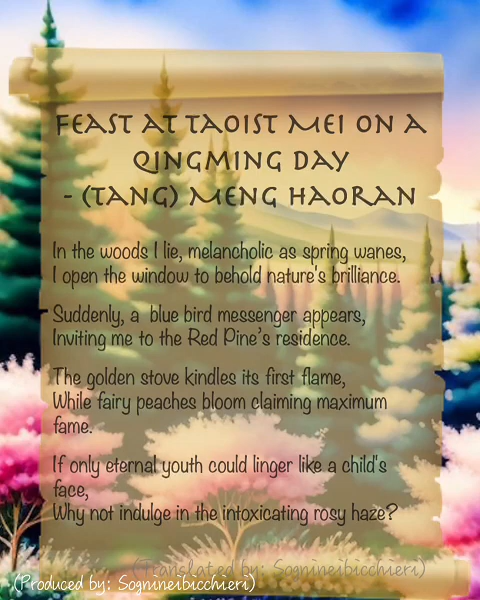 Feast at Taoist Mei on a
Qingming Day
- (Tang) Meng Haoran
In the woods I lie, melancholic as spring wanes,
I open the window to behold nature's brilliance.
Suddenly, a  blue bird messenger appears,
Inviting me to the Red Pine's residence.
The golden stove kindles its first flame,
While fairy peaches bloom claiming maximum
fame.
If only eternal youth could linger like a child's
face,
Why not indulge in the intoxicating rosy haze?
(Translated by: Sognineibicchieri)
(Produced by: Sognineibicchieri)